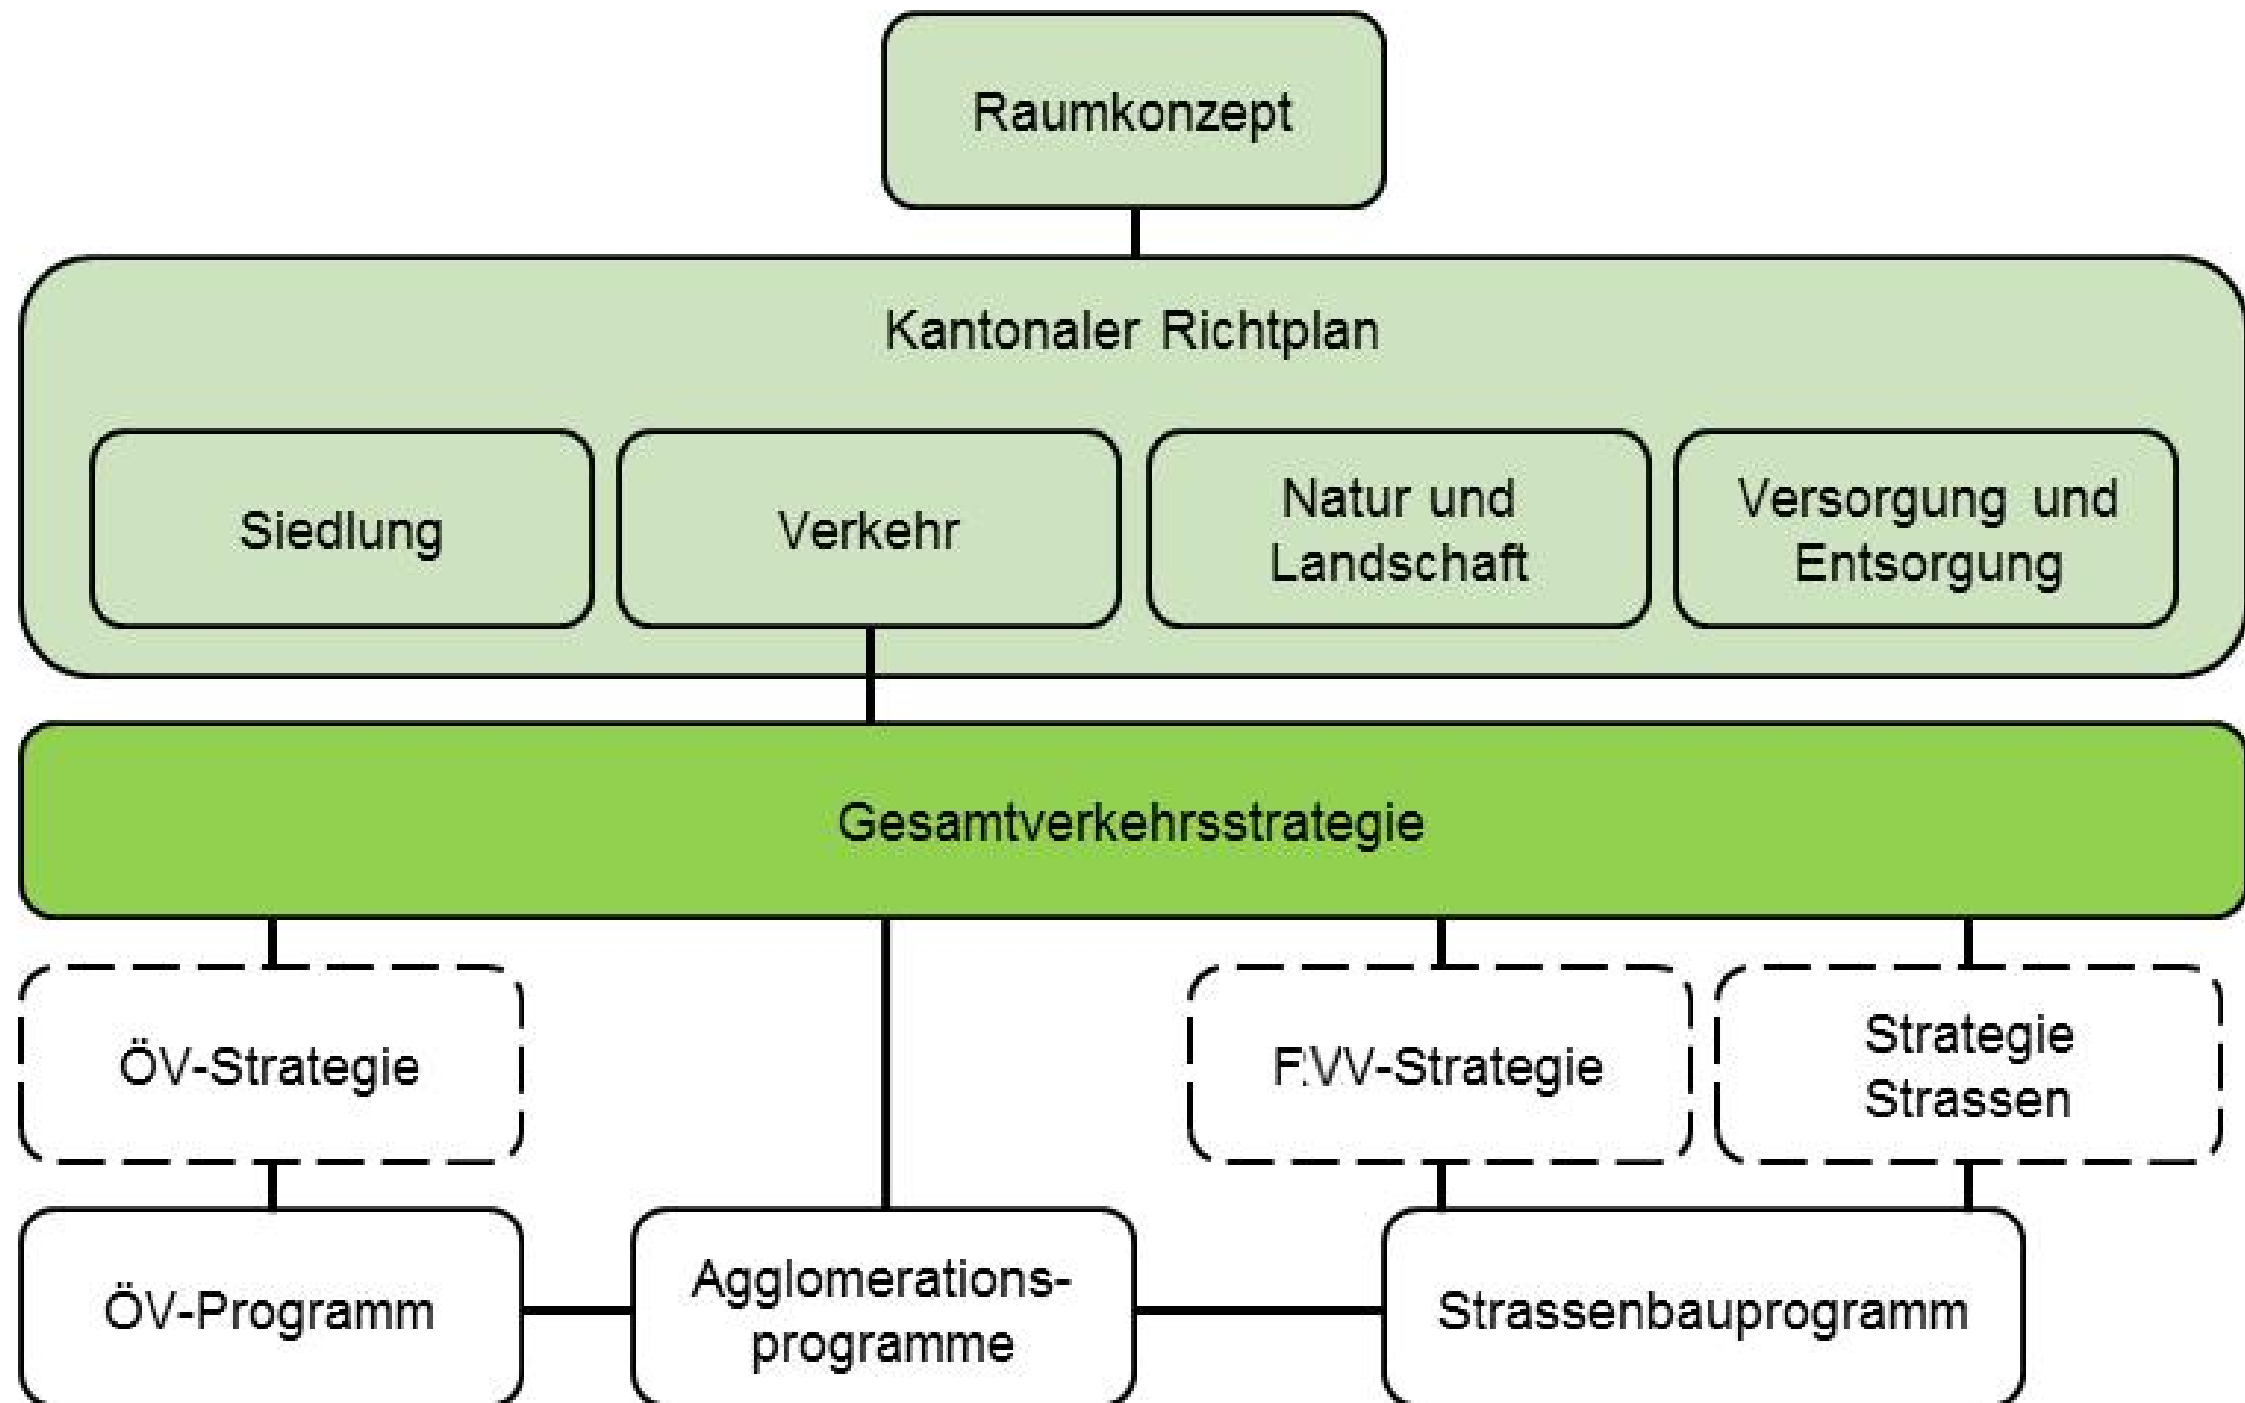 Raumkonzept
Kantonaler Richtplan
Siedlung
Verkehr
Natur und
Landschaft
Versorgung und
Entsorgung
Gesamtverkehrsstrategie
ÖV-Strategie
-Strategie
Strategie
Strassen
ÖV-Programm
Agglomerations-
programme
Strassenbauprogramm